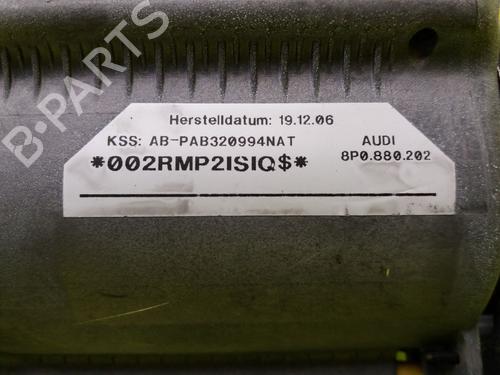 Herstelldatum: 19.12.06
KSS: AB-PAB320994NAT AUDI
*002RMP2ISIQ$* 8P0.880.202
B-PARTS